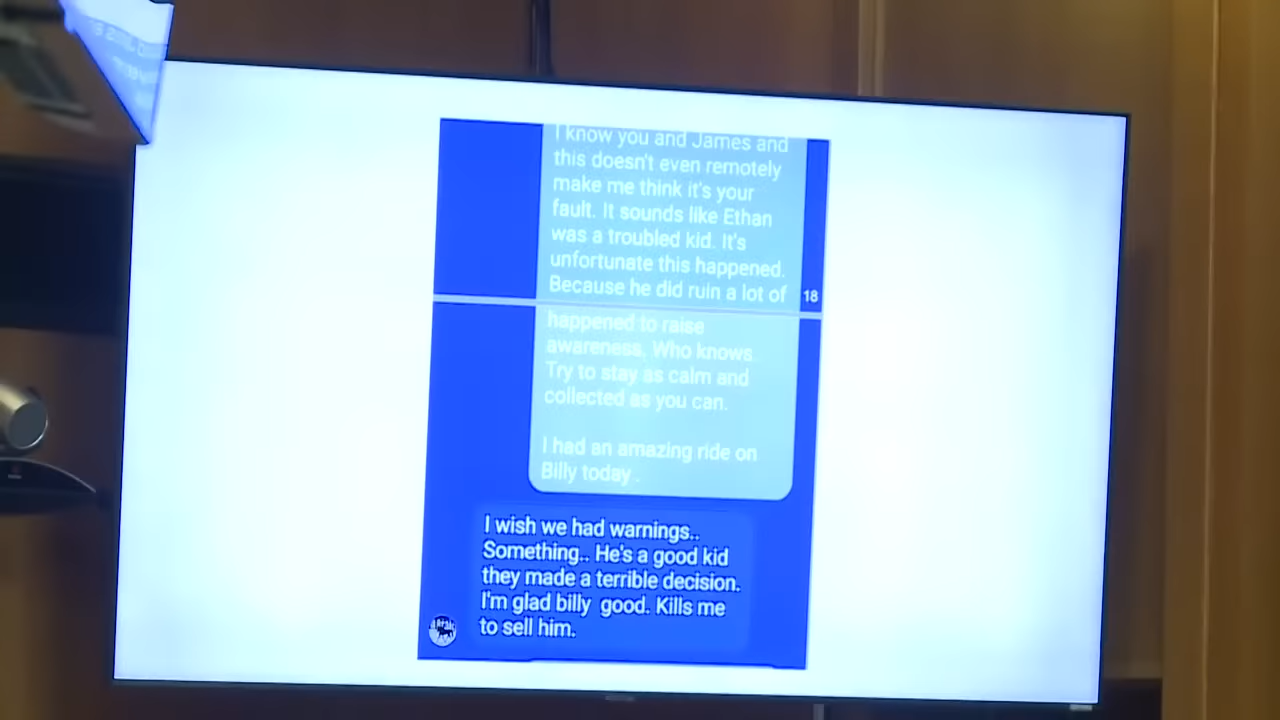 I know you and James and
this doesn't even remotely
make me think it's your
fault. It sounds like Ethan
was a troubled kid. It's
unfortunate this happened.
Because he did ruin a lot of
18
happened to raise
awareness. Who knows.
Try to stay as calm and
collected as you can.
I had an amazing ride on
Billy today.
I wish we had warnings..
Something.. He's a good kid
they made a terrible decision.
I'm glad billy good. Kills me
to sell him.